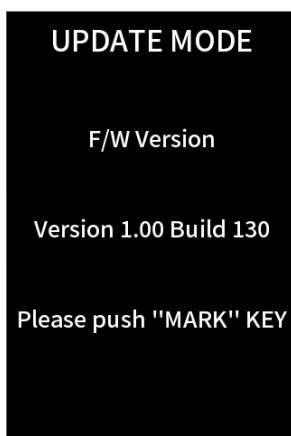 UPDATE MODE
F/W Version
Version 1.00 Build 130
Please push "MARK" KEY